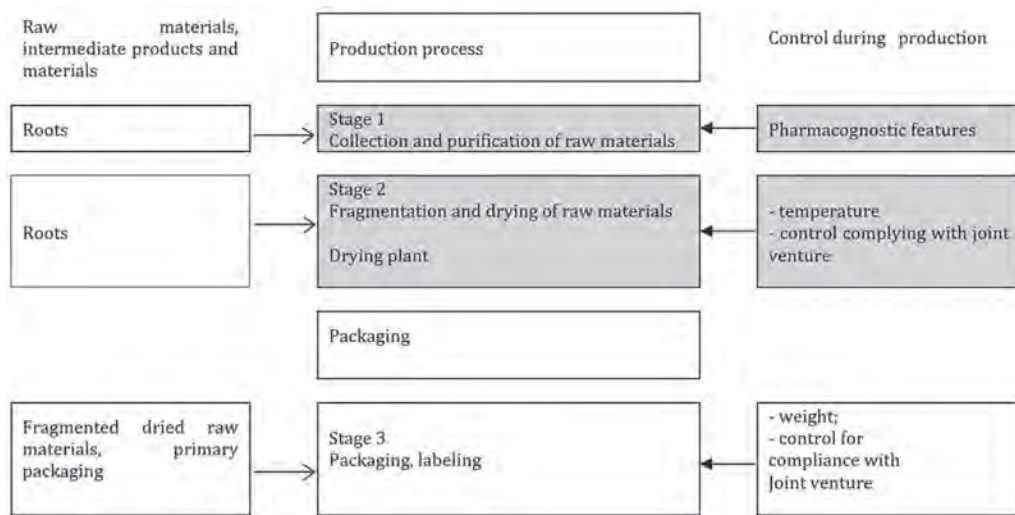 Raw materials,
intermediate products and
materials
Production process
Control during production
Roots
Stage 1
Collection and purification of raw materials
Pharmacognostic features
Roots
Stage 2
Fragmentation and drying of raw materials
Drying plant
- temperature
- control complying with joint
venture
Packaging
Fragmented dried raw
materials, primary
packaging
Stage 3
Packaging, labeling
- weight;
- control for
compliance with
Joint venture